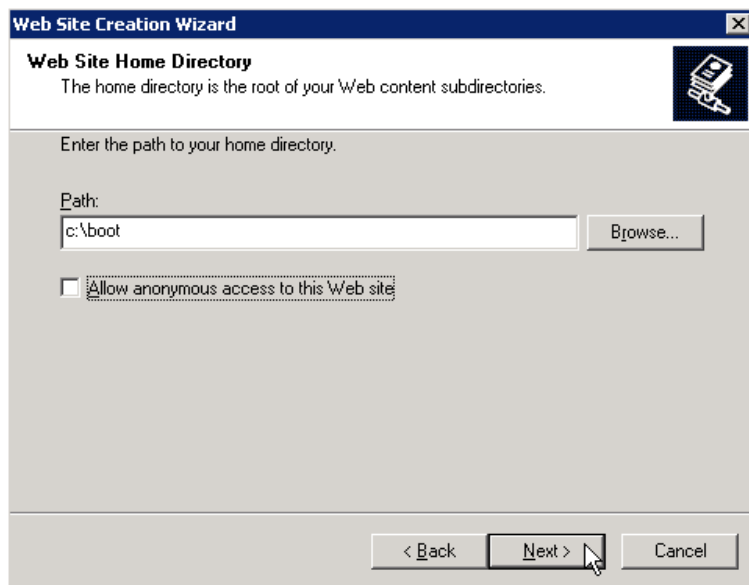 Web Site Creation Wizard
Web Site Home Directory
The home directory is the root of your Web content subdirectories.
Enter the path to your home directory.
Path:
c:\boot
Browse...
Allow anonymous access to this Web site
< Back
Next >
Cancel